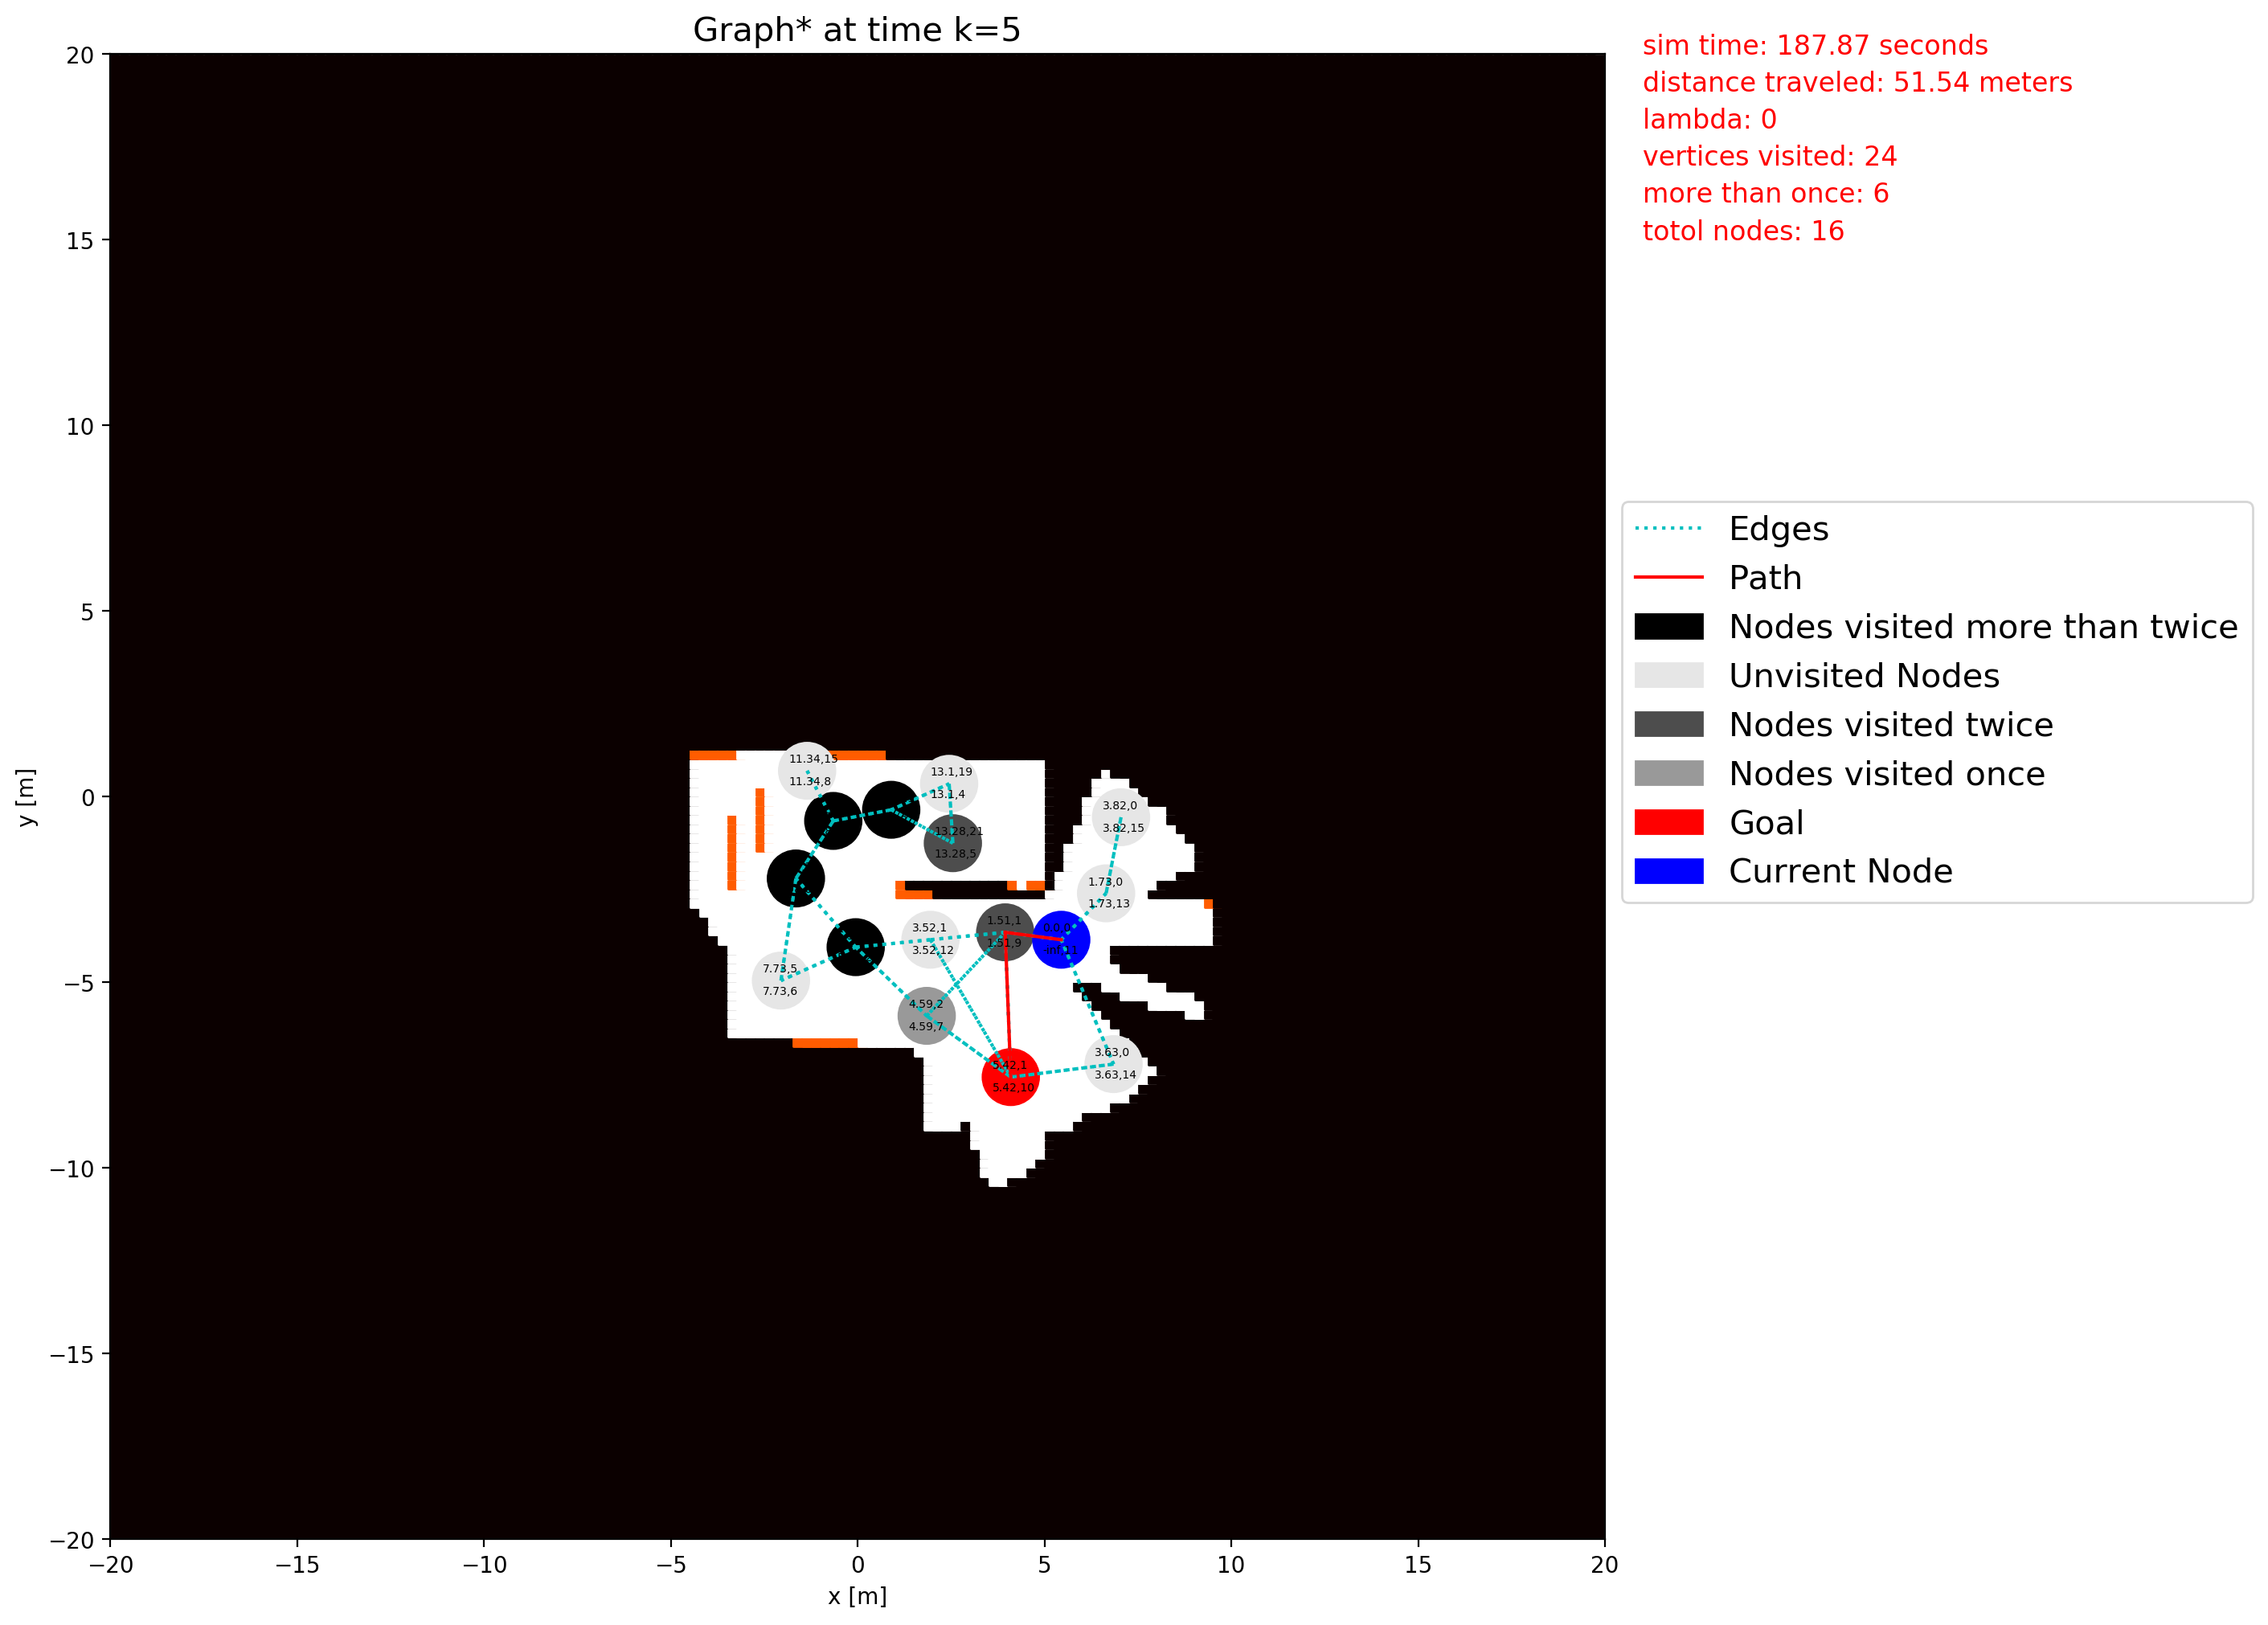 Graph* at time k=5
sim time: 187.87 seconds
distance traveled: 51.54 meters
lambda: 0
vertices visited: 24
more than once: 6
totol nodes: 16
20
15
10
5
0
−5
−10
−15
−20
y [m]
−20
−15
−10
−5
0
5
10
15
20
x [m]
11.34,15
11.34,8
13.1,19
13.1,4
13.28,21
13.28,5
3.82,0
3.82,15
1.73,0
1.73,13
3.52,1
3.52,12
1.51,1
1.51,9
7.73,5
7.73,6
4.59,2
4.59,7
5.42,1
5.42,10
3.63,0
3.63,14
Edges
Path
Nodes visited more than twice
Unvisited Nodes
Nodes visited twice
Nodes visited once
Goal
Current Node